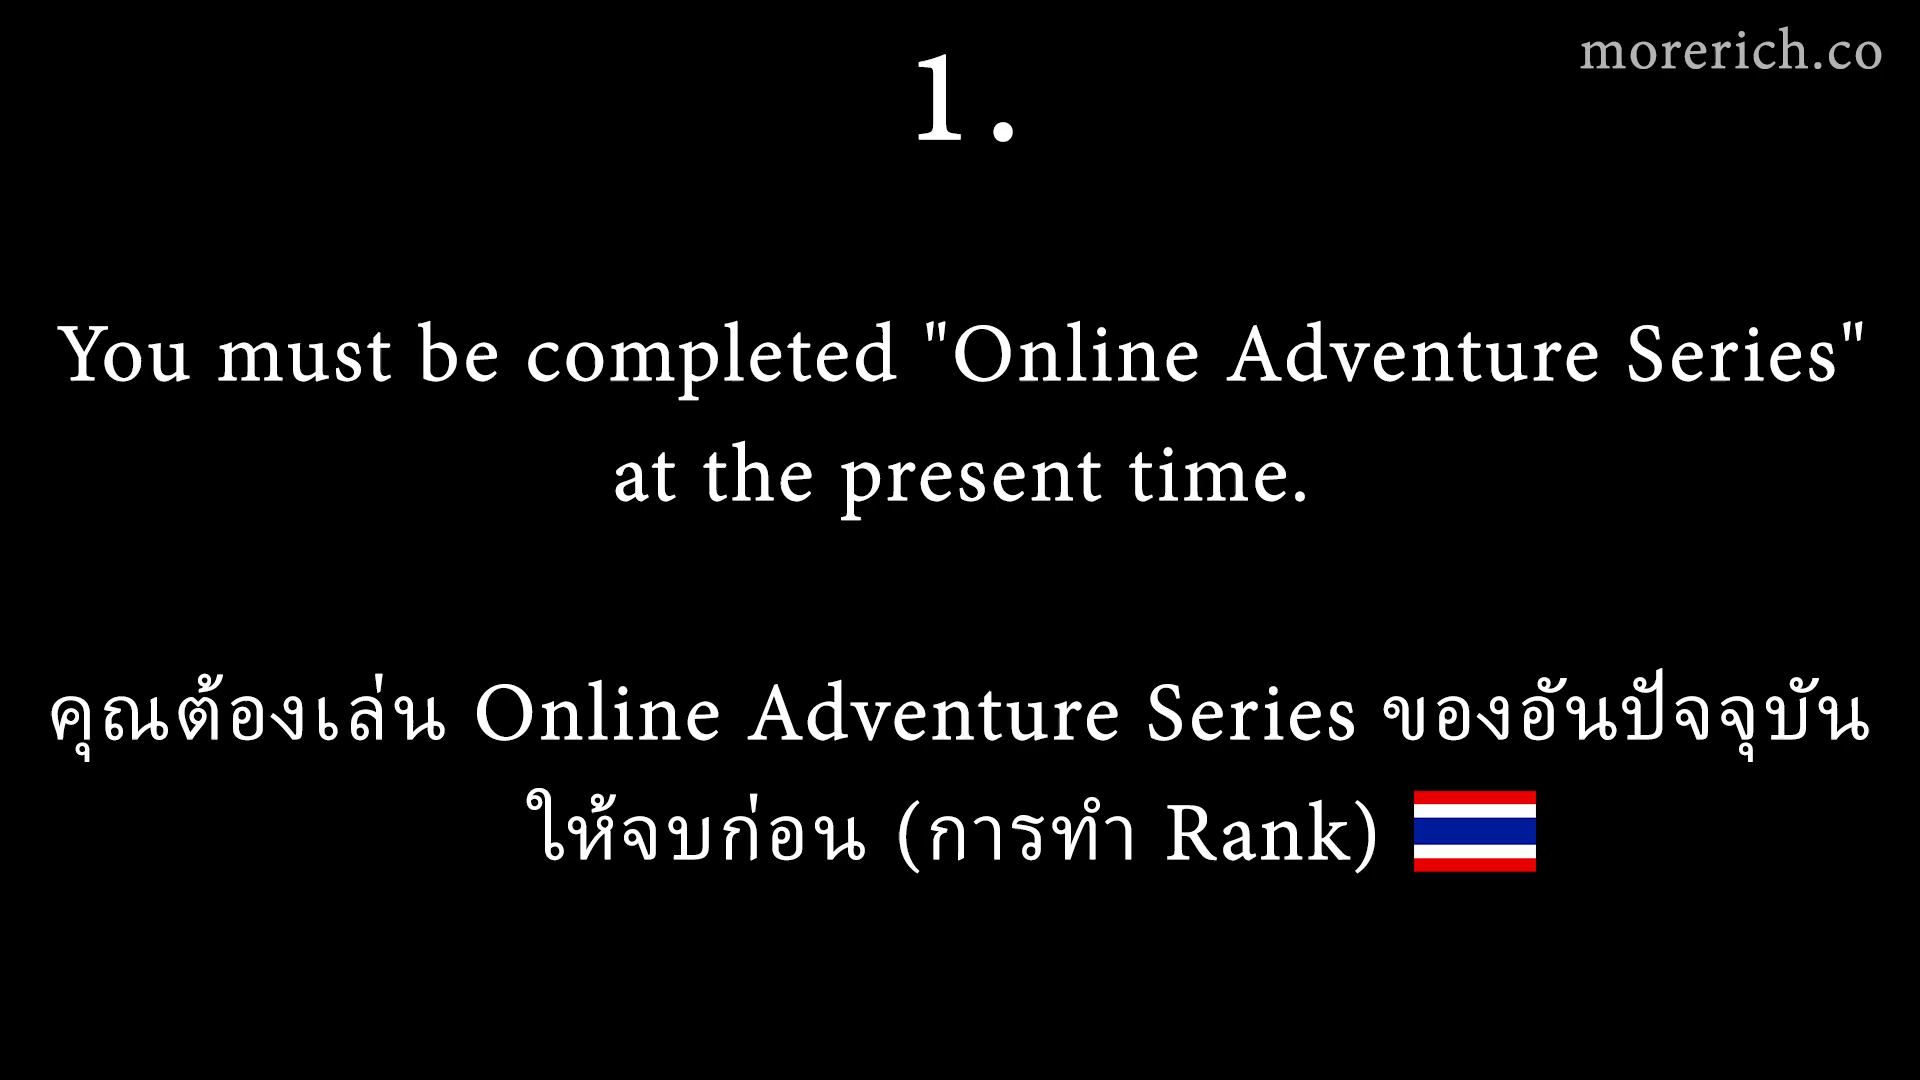 morerich.co
1.
You must be completed "Online Adventure Series"
at the present time.
คุณต้องเล่น Online Adventure Series ของอันปัจจุบัน
ให้จบก่อน (การทำ Rank)